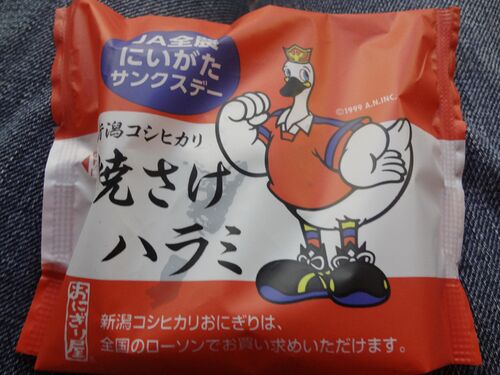 JA全農
にいがた
サンクスデー
©1999 A.N.INC.
新潟コシヒカリ
焼さけ
ハラミ
おにぎり屋
新潟コシヒカリおにぎりは、
全国のローソンでお買い求めいただけます。